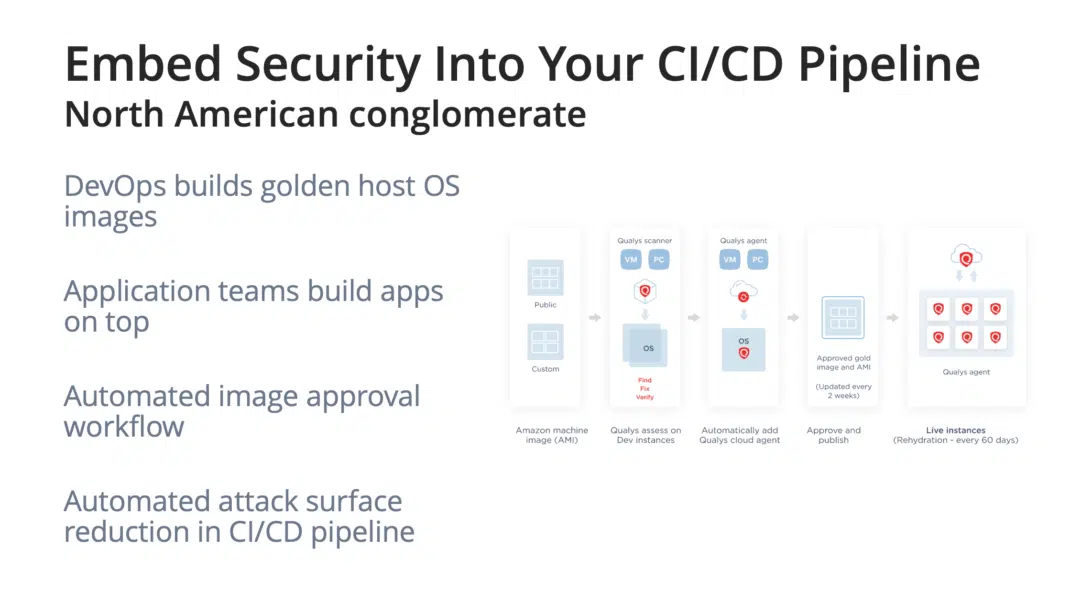 Embed Security Into Your CI/CD Pipeline
North American conglomerate
DevOps builds golden host OS
images
Application teams build apps
on top
Automated image approval
workflow
Automated attack surface
reduction in CI/CD pipeline
Public
Custom
Amazon machine
image (AMI)
Qualys scanner
VM PC
OS
Find
Fix
Verify
Qualys assess on
Dev instances
Qualys agent
VM PC
OS
Automatically add
Qualys cloud agent
Approved gold
image and AMI
(Updated every
2 weeks)
Approve and
publish
Qualys agent
Live instances
(Rehydration - every 60 days)